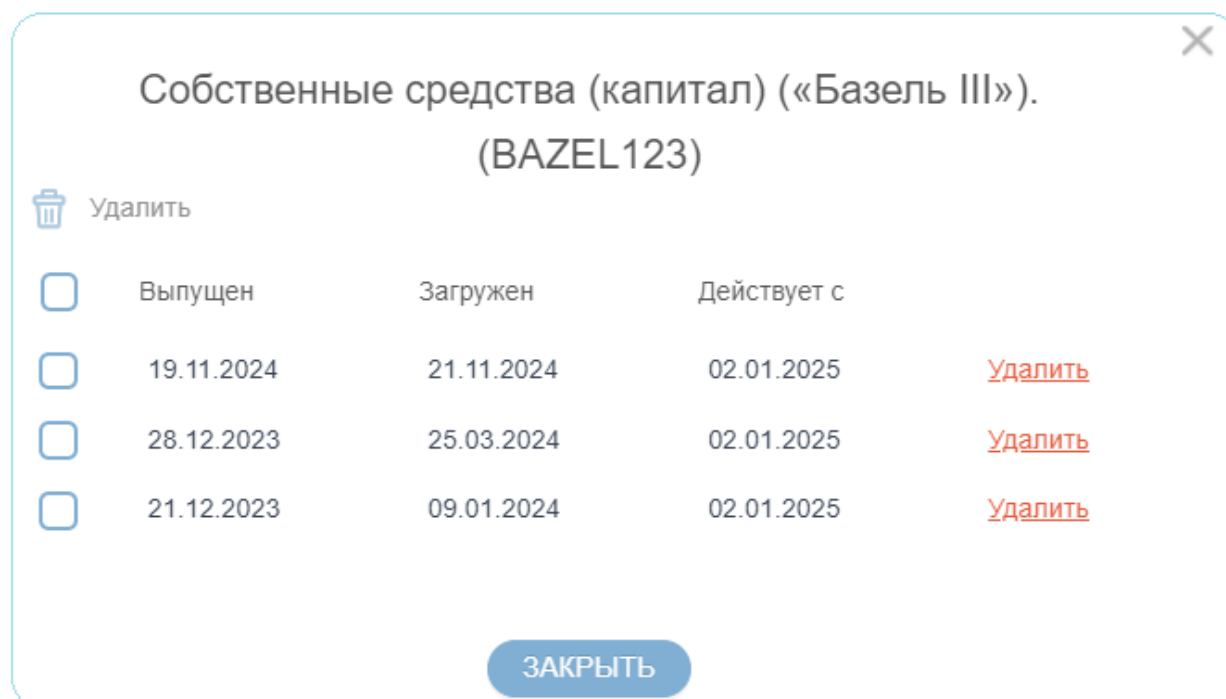 Собственные средства (капитал) («Базель III»).
(BAZEL123)
Удалить
Выпущен Загружен Действует с
19.11.2024 21.11.2024 02.01.2025 Удалить
28.12.2023 25.03.2024 02.01.2025 Удалить
21.12.2023 09.01.2024 02.01.2025 Удалить
ЗАКРЫТЬ